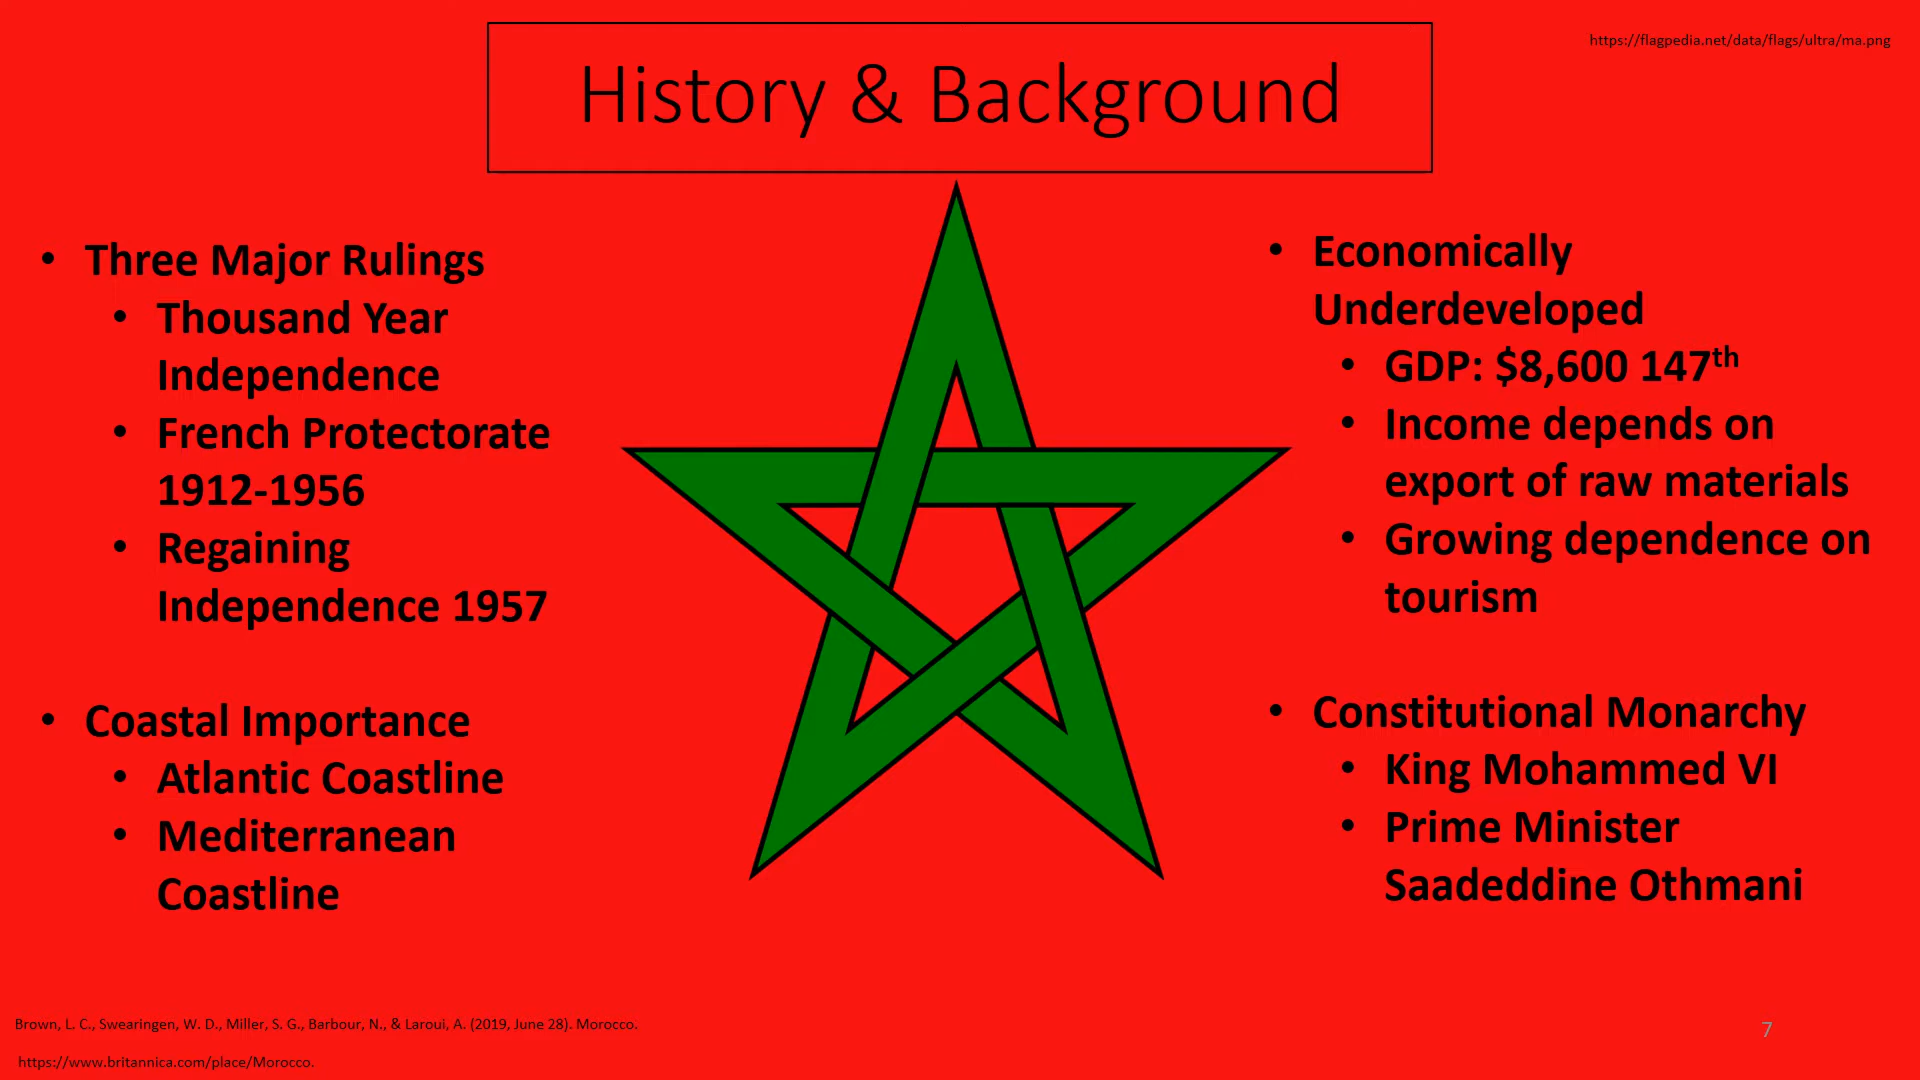 History & Background
https://flagpedia.net/data/flags/ultra/ma.png
• Three Major Rulings
• Thousand Year
Independence
• French Protectorate
1912-1956
• Regaining
Independence 1957
• Coastal Importance
• Atlantic Coastline
• Mediterranean
Coastline
• Economically
Underdeveloped
• GDP: $8,600 147th
• Income depends on
export of raw materials
• Growing dependence on
tourism
• Constitutional Monarchy
• King Mohammed VI
• Prime Minister
Saadeddine Othmani
Brown, L. C., Swearingen, W. D., Miller, S. G., Barbour, N., & Laroui, A. (2019, June 28). Morocco.
https://www.britannica.com/place/Morocco.
7